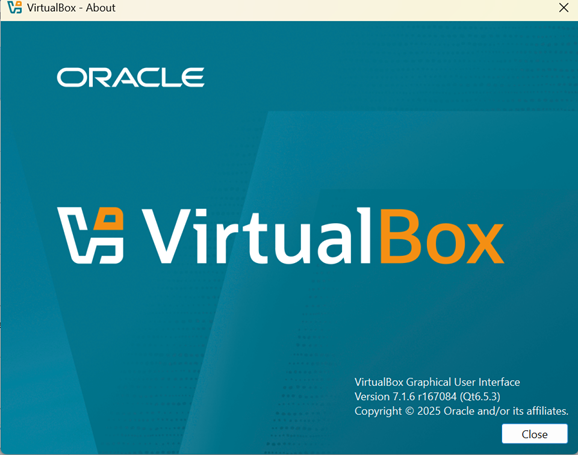 VirtualBox - About
ORACLE
VirtualBox
VirtualBox Graphical User Interface
Version 7.1.6 r167084 (Qt6.5.3)
Copyright © 2025 Oracle and/or its affiliates.
Close